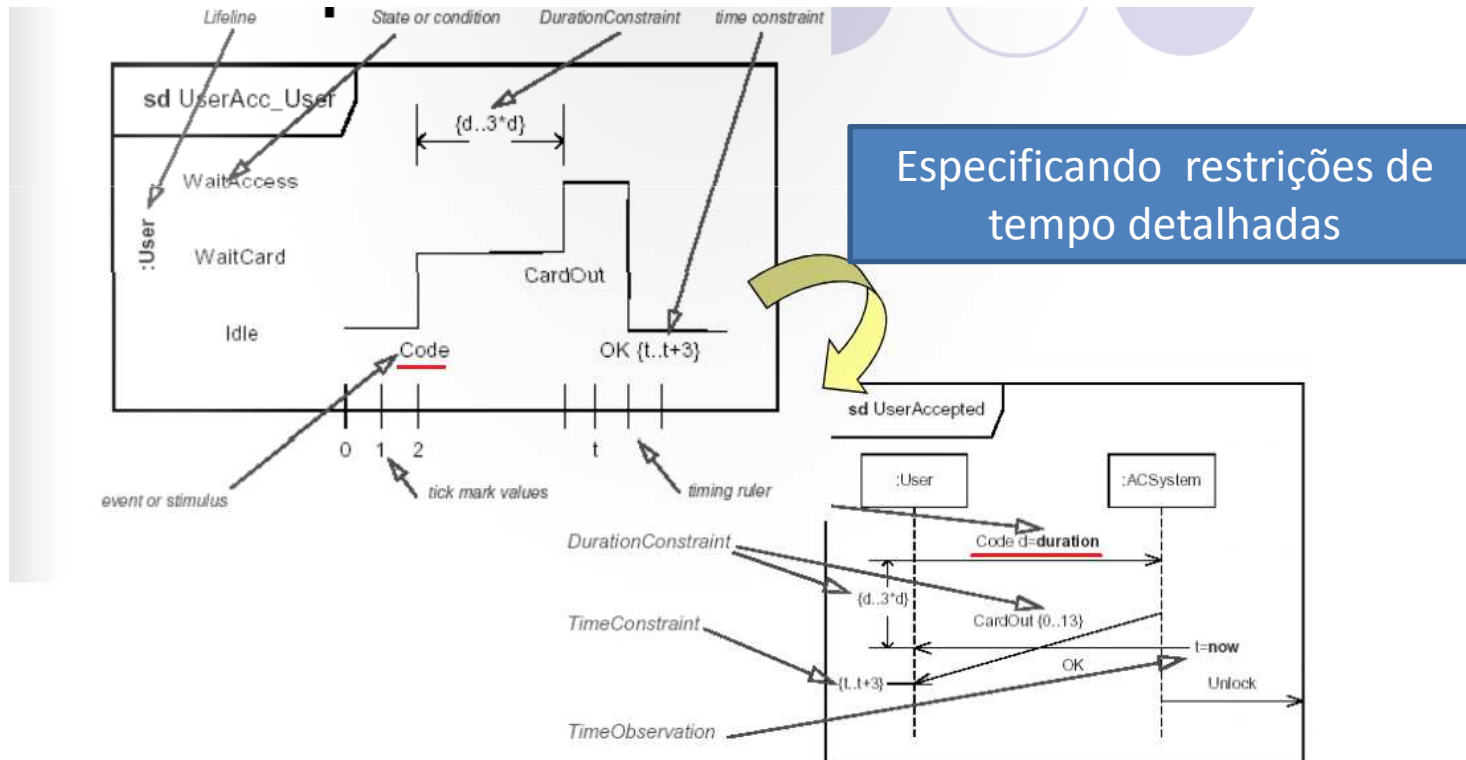 Lifeline
State or condition
DurationConstraint
time constraint
sd UserAcc_User
{d..3*d}
WaitAccess
:User
WaitCard
CardOut
Idle
Code
OK {t..t+3}
0 1 2 t
event or stimulus
tick mark values
timing ruler
Especificando restrições de
tempo detalhadas
sd UserAccepted
:User
:ACSystem
Code d=duration
DurationConstraint
{d..3*d}
CardOut {0..13}
TimeConstraint
t=now
OK
{t..t+3}
Unlock
TimeObservation